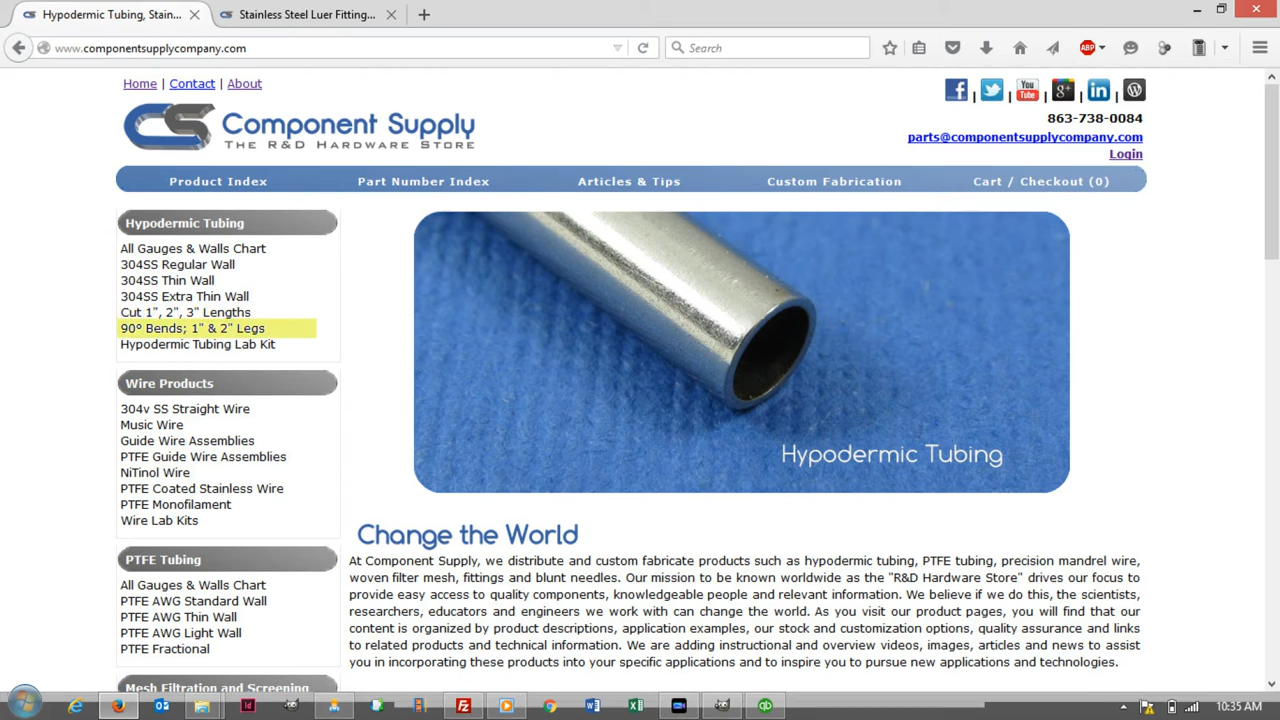 Hypodermic Tubing, Stain...
Stainless Steel Luer Fitting...
www.componentsupplycompany.com
Search
ABP
Home | Contact | About
You
Tube
g+
in
863-738-0084
parts@componentsupplycompany.com
Login
CS Component Supply
THE R&D HARDWARE STORE
Product Index
Part Number Index
Articles & Tips
Custom Fabrication
Cart / Checkout (0)
Hypodermic Tubing
All Gauges & Walls Chart
304SS Regular Wall
304SS Thin Wall
304SS Extra Thin Wall
Cut 1", 2", 3" Lengths
90º Bends; 1" & 2" Legs
Hypodermic Tubing Lab Kit
Wire Products
304v SS Straight Wire
Music Wire
Guide Wire Assemblies
PTFE Guide Wire Assemblies
NiTinol Wire
PTFE Coated Stainless Wire
PTFE Monofilament
Wire Lab Kits
PTFE Tubing
All Gauges & Walls Chart
PTFE AWG Standard Wall
PTFE AWG Thin Wall
PTFE AWG Light Wall
PTFE Fractional
Mesh Filtration and Screening
Hypodermic Tubing
Change the World
At Component Supply, we distribute and custom fabricate products such as hypodermic tubing, PTFE tubing, precision mandrel wire,
woven filter mesh, fittings and blunt needles. Our mission to be known worldwide as the "R&D Hardware Store" drives our focus to
provide easy access to quality components, knowledgeable people and relevant information. We believe if we do this, the scientists,
researchers, educators and engineers we work with can change the world. As you visit our product pages, you will find that our
content is organized by product descriptions, application examples, our stock and customization options, quality assurance and links
to related products and technical information. We are adding instructional and overview videos, images, articles and news to assist
you in incorporating these products into your specific applications and to inspire you to pursue new applications and technologies.
10:35 AM